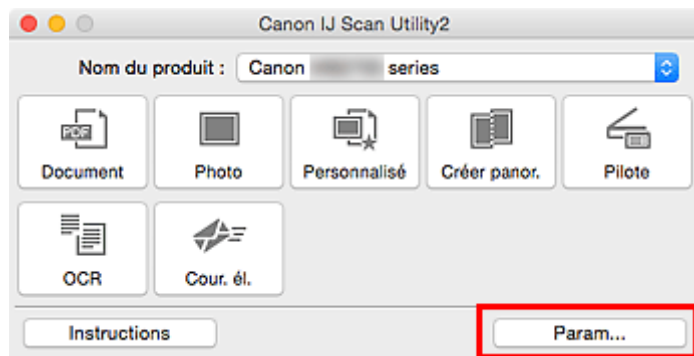 Canon IJ Scan Utility2
Nom du produit : Canon series
PDF
Document Photo Personnalisé Créer panor. Pilote
OCR Cour. él.
Instructions Param...